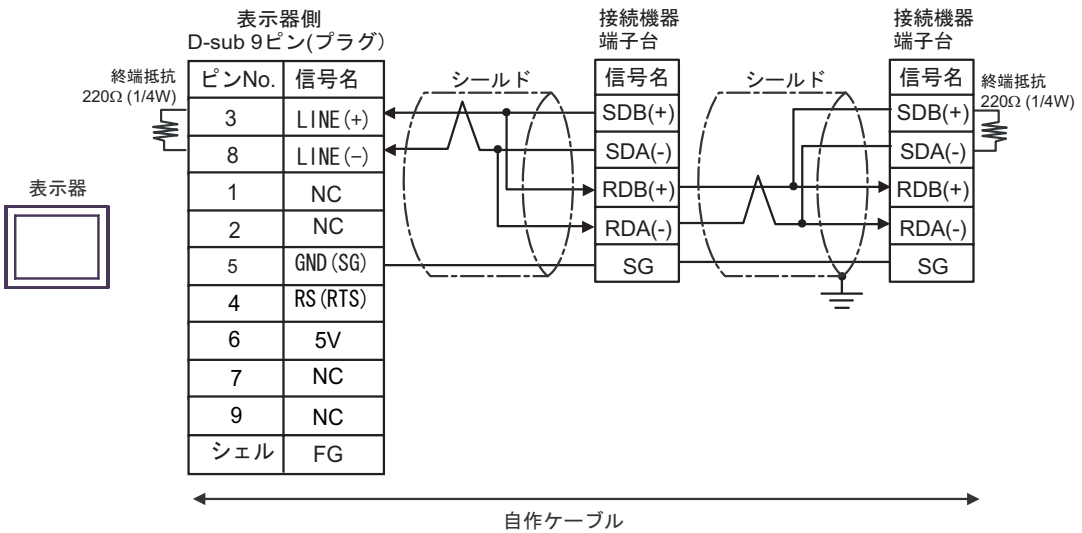 表示器側
D-sub 9ピン(プラグ)
接続機器
端子台
接続機器
端子台
終端抵抗
220Ω (1/4W)
ピンNo. 信号名
シールド
信号名
シールド
信号名
終端抵抗
220Ω (1/4W)
3 LINE(+)
SDB(+)
SDB(+)
8 LINE(−)
SDA(-)
SDA(-)
表示器
1 NC
RDB(+)
RDB(+)
2 NC
RDA(-)
RDA(-)
5 GND(SG)
SG
SG
4 RS(RTS)
6 5V
7 NC
9 NC
シェル FG
自作ケーブル